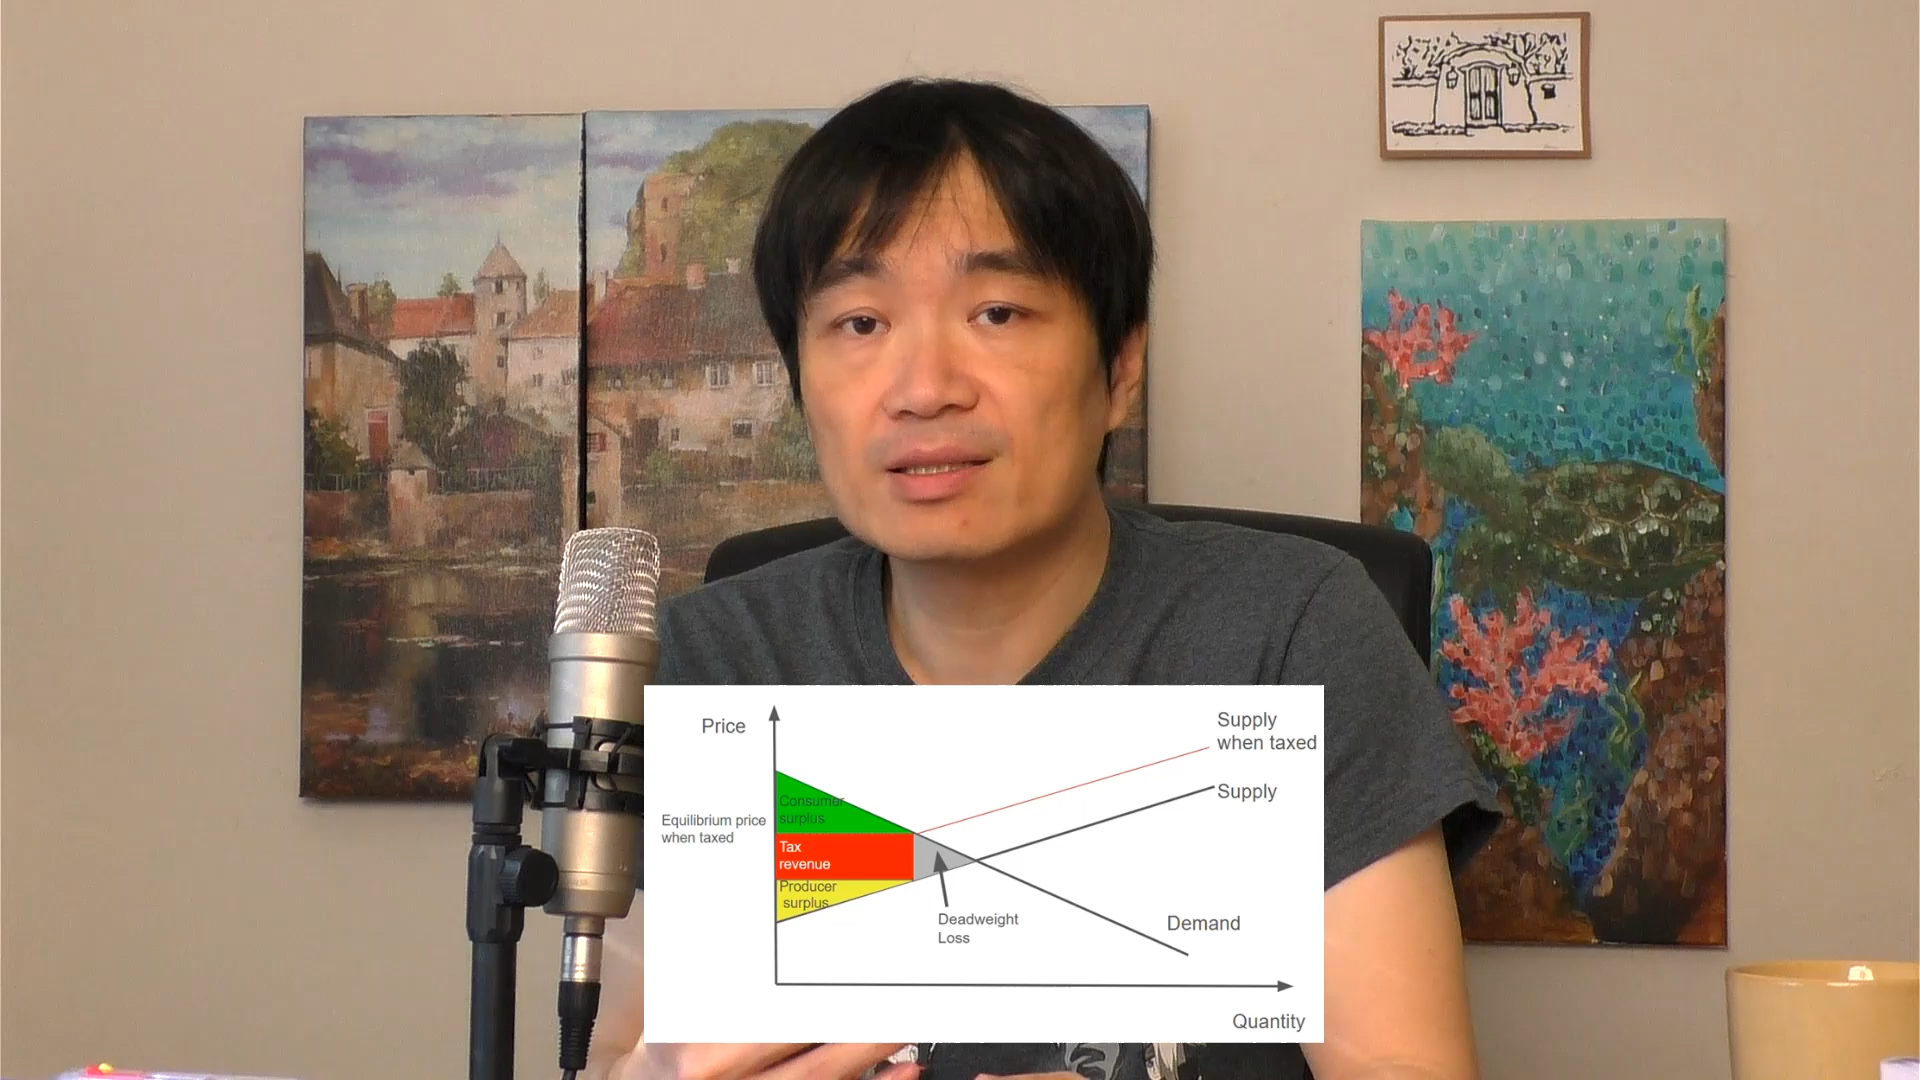 Price
Supply
when taxed
Supply
Consumer
surplus
Equilibrium price
when taxed
Tax
revenue
Producer
surplus
Deadweight
Loss
Demand
Quantity